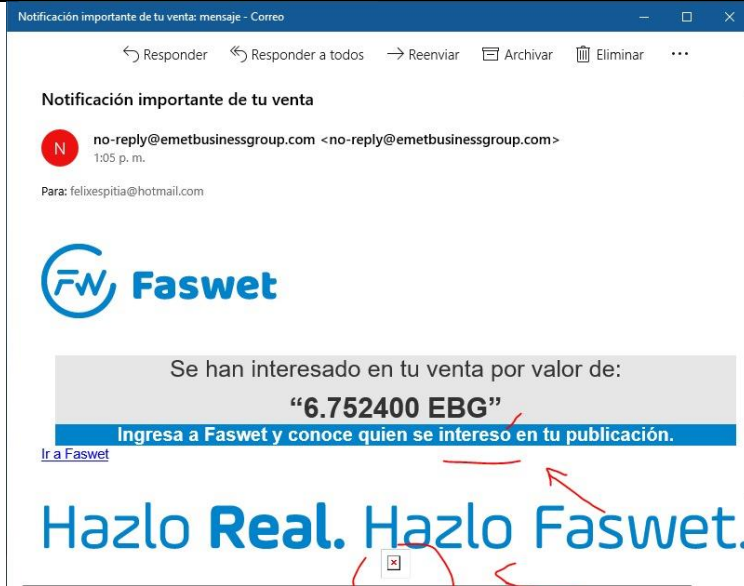 Notificación importante de tu venta: mensaje - Correo
Responder Responder a todos Reenviar Archivar Eliminar ...
Notificación importante de tu venta
N
no-reply@emetbusinessgroup.com <no-reply@emetbusinessgroup.com>
1:05 p. m.
Para: felixespitia@hotmail.com
FW Faswet
Se han interesado en tu venta por valor de:
“6.752400 EBG”
Ingresa a Faswet y conoce quien se intereso en tu publicación.
Ir a Faswet
Hazlo Real. Hazlo Faswet.